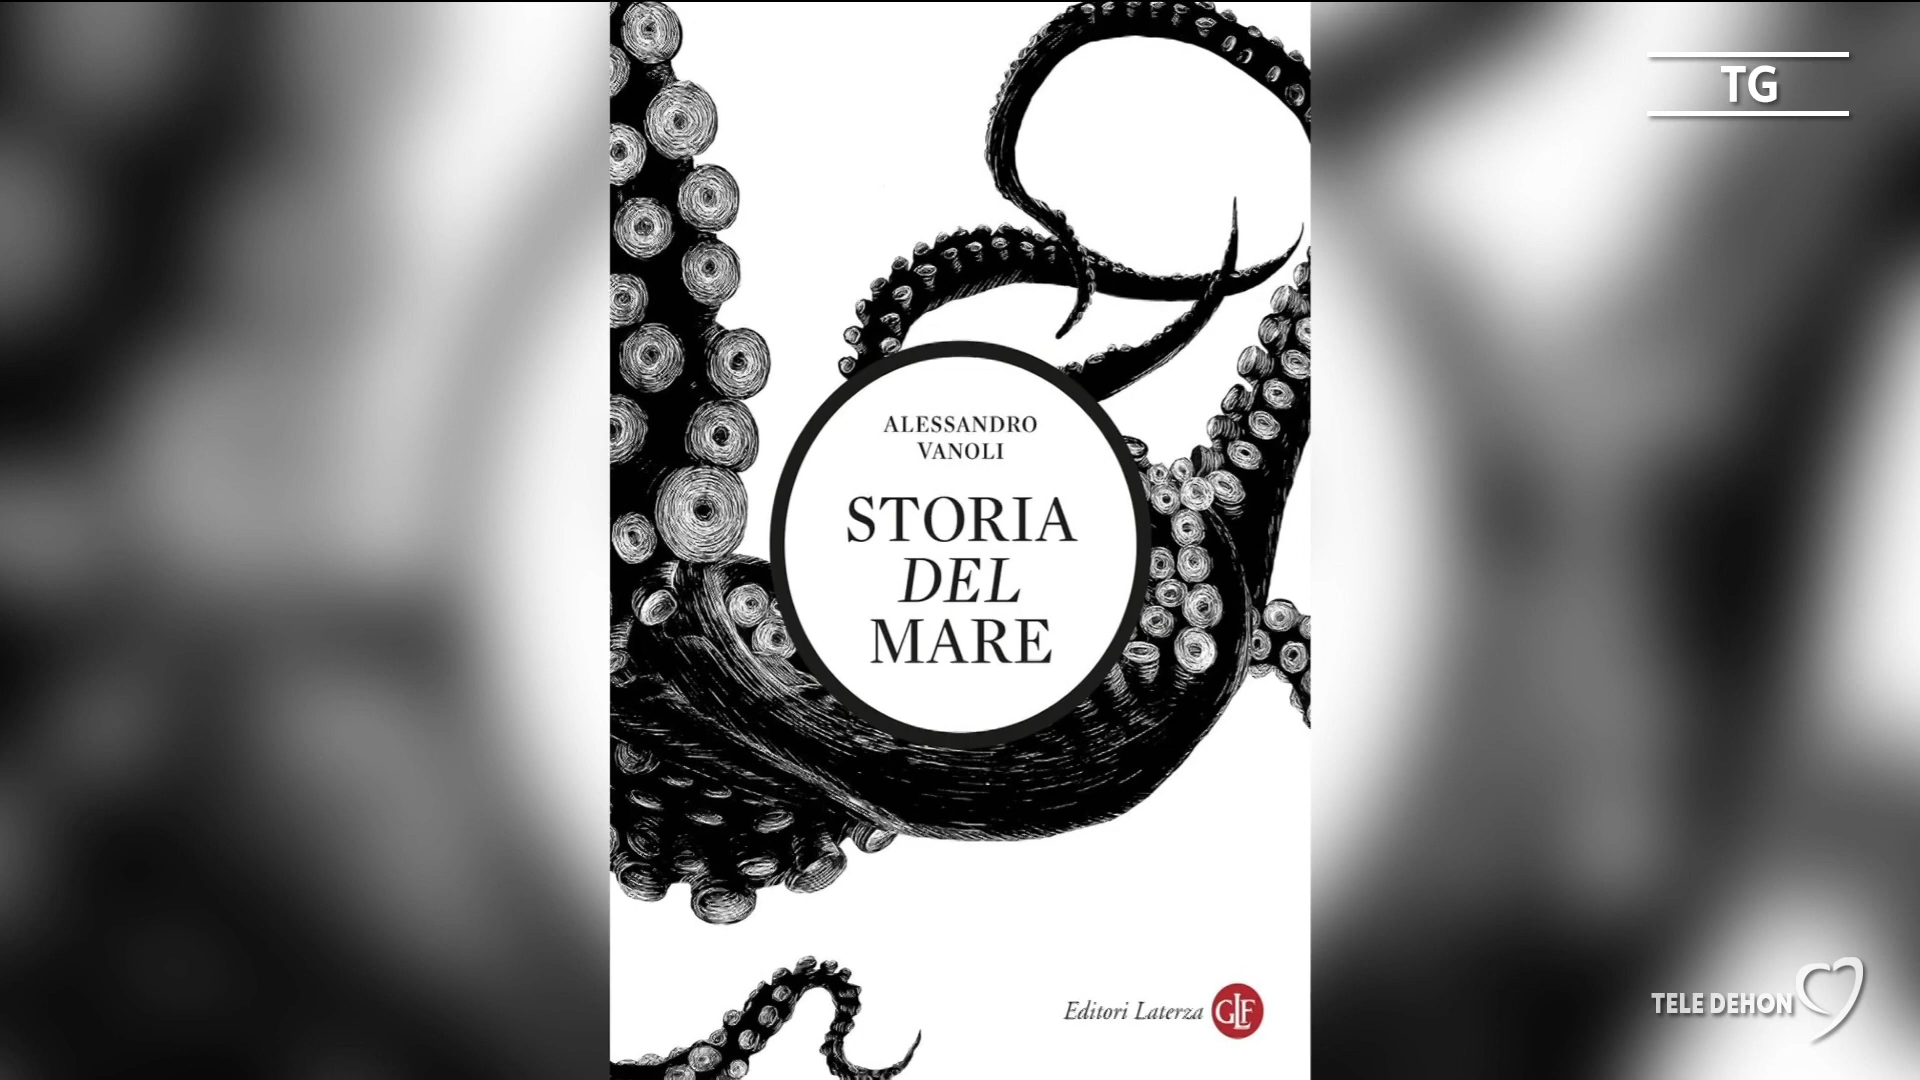 TG
ALESSANDRO
VANOLI
STORIA
DEL
MARE
Editori Laterza GLF
TELE DEHON